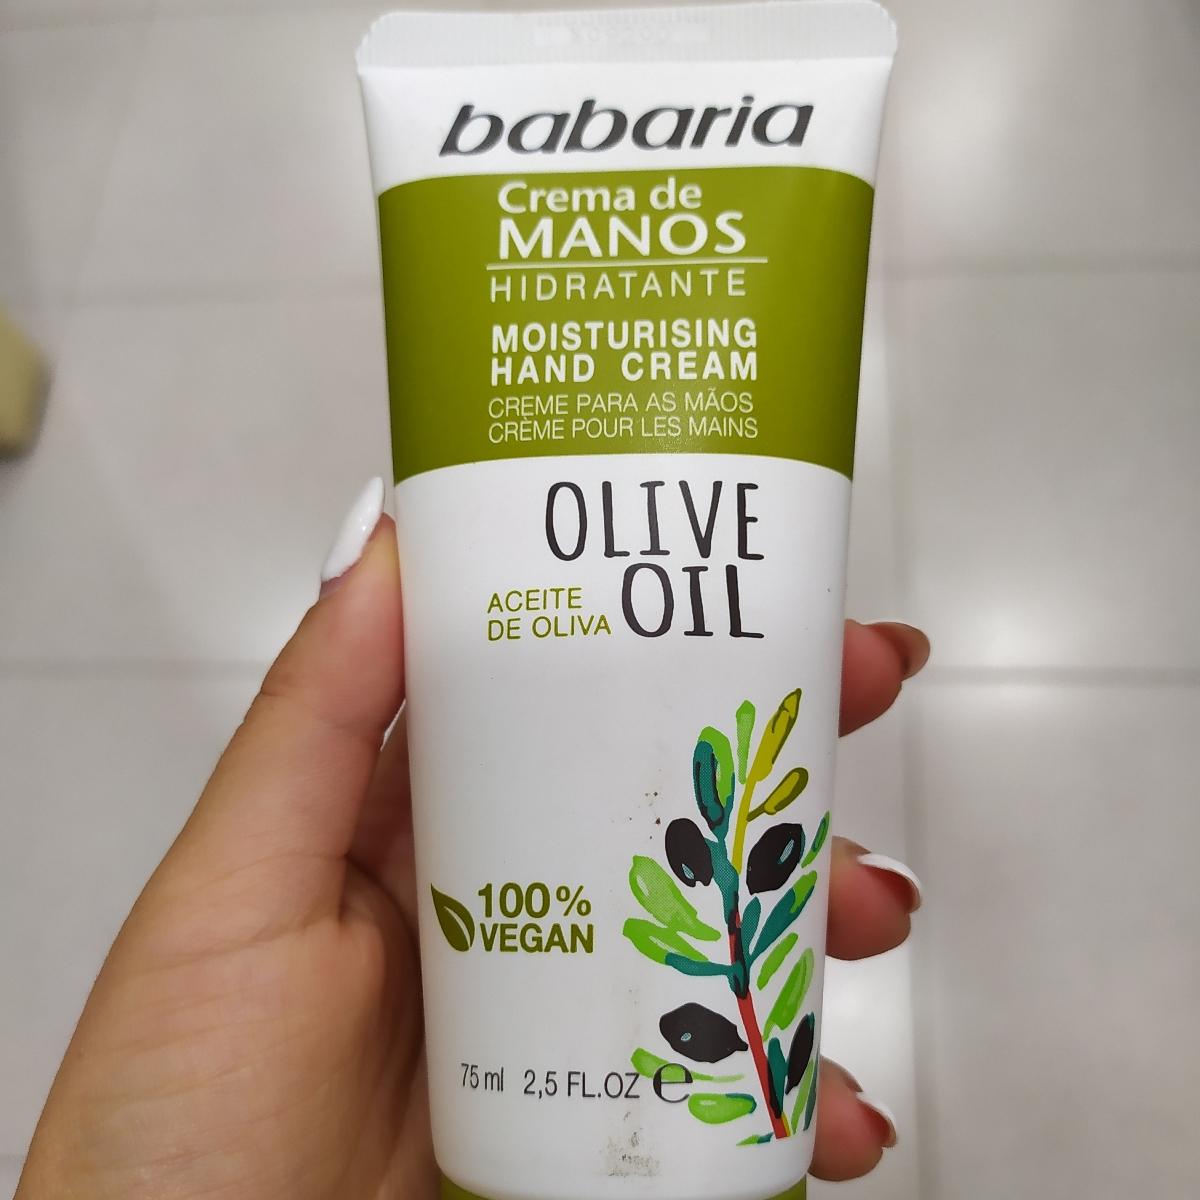 babaria
Crema de
MANOS
HIDRATANTE
MOISTURISING
HAND CREAM
CREME PARA AS MÃOS
CRÈME POUR LES MAINS
OLIVE
OIL
ACEITE
DE OLIVA
100%
VEGAN
75 ml 2,5 FL.OZ ℮